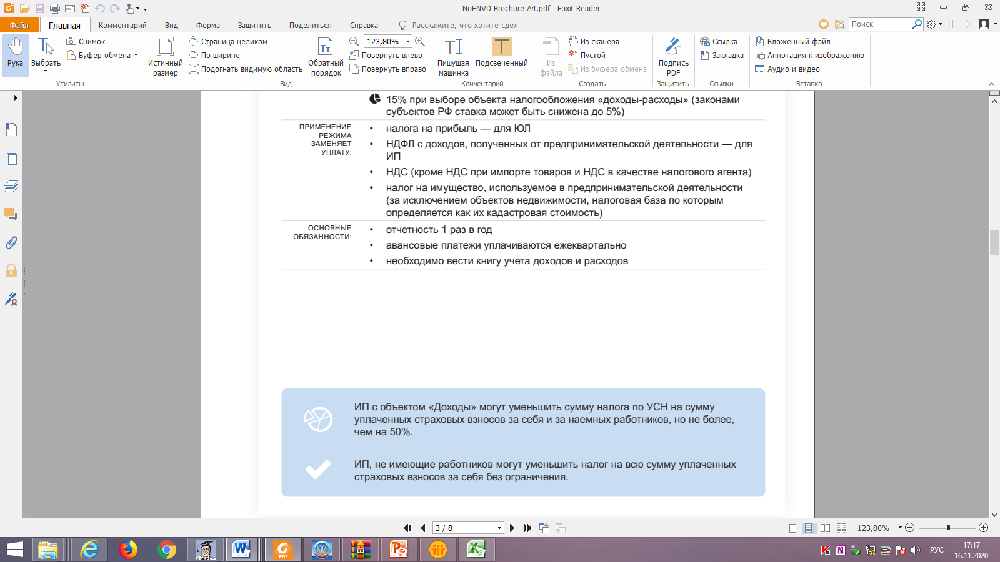 NoENVD-Brochure-A4.pdf - Foxit Reader
Файл
Главная
Комментарий
Вид
Форма
Защитить
Поделиться
Справка
Расскажите, что хотите сдел
Поиск
Рука
Выбрать
Снимок
Буфер обмена
Утилиты
Истинный
размер
Страница целиком
По ширине
Подогнать видимую область
Обратный
порядок
123,80%
Повернуть влево
Повернуть вправо
Вид
Пишущая
машинка
Подсвеченный
Комментарий
Из
файла
Из сканера
Пустой
Из буфера обмена
Создать
Подпись
PDF
Защитить
Ссылка
Закладка
Ссылки
Вложенный файл
Аннотация к изображению
Аудио и видео
Вставка
15% при выборе объекта налогообложения «доходы-расходы» (законами
субъектов РФ ставка может быть снижена до 5%)
ПРИМЕНЕНИЕ
РЕЖИМА
ЗАМЕНЯЕТ
УПЛАТУ:
• налога на прибыль — для ЮЛ
• НДФЛ с доходов, полученных от предпринимательской деятельности — для
ИП
• НДС (кроме НДС при импорте товаров и НДС в качестве налогового агента)
• налог на имущество, используемое в предпринимательской деятельности
(за исключением объектов недвижимости, налоговая база по которым
определяется как их кадастровая стоимость)
ОСНОВНЫЕ
ОБЯЗАННОСТИ:
• отчетность 1 раз в год
• авансовые платежи уплачиваются ежеквартально
• необходимо вести книгу учета доходов и расходов
ИП с объектом «Доходы» могут уменьшить сумму налога по УСН на сумму
уплаченных страховых взносов за себя и за наемных работников, но не более,
чем на 50%.
ИП, не имеющие работников могут уменьшить налог на всю сумму уплаченных
страховых взносов за себя без ограничения.
3 / 8
123,80%
РУС
17:17
16.11.2020